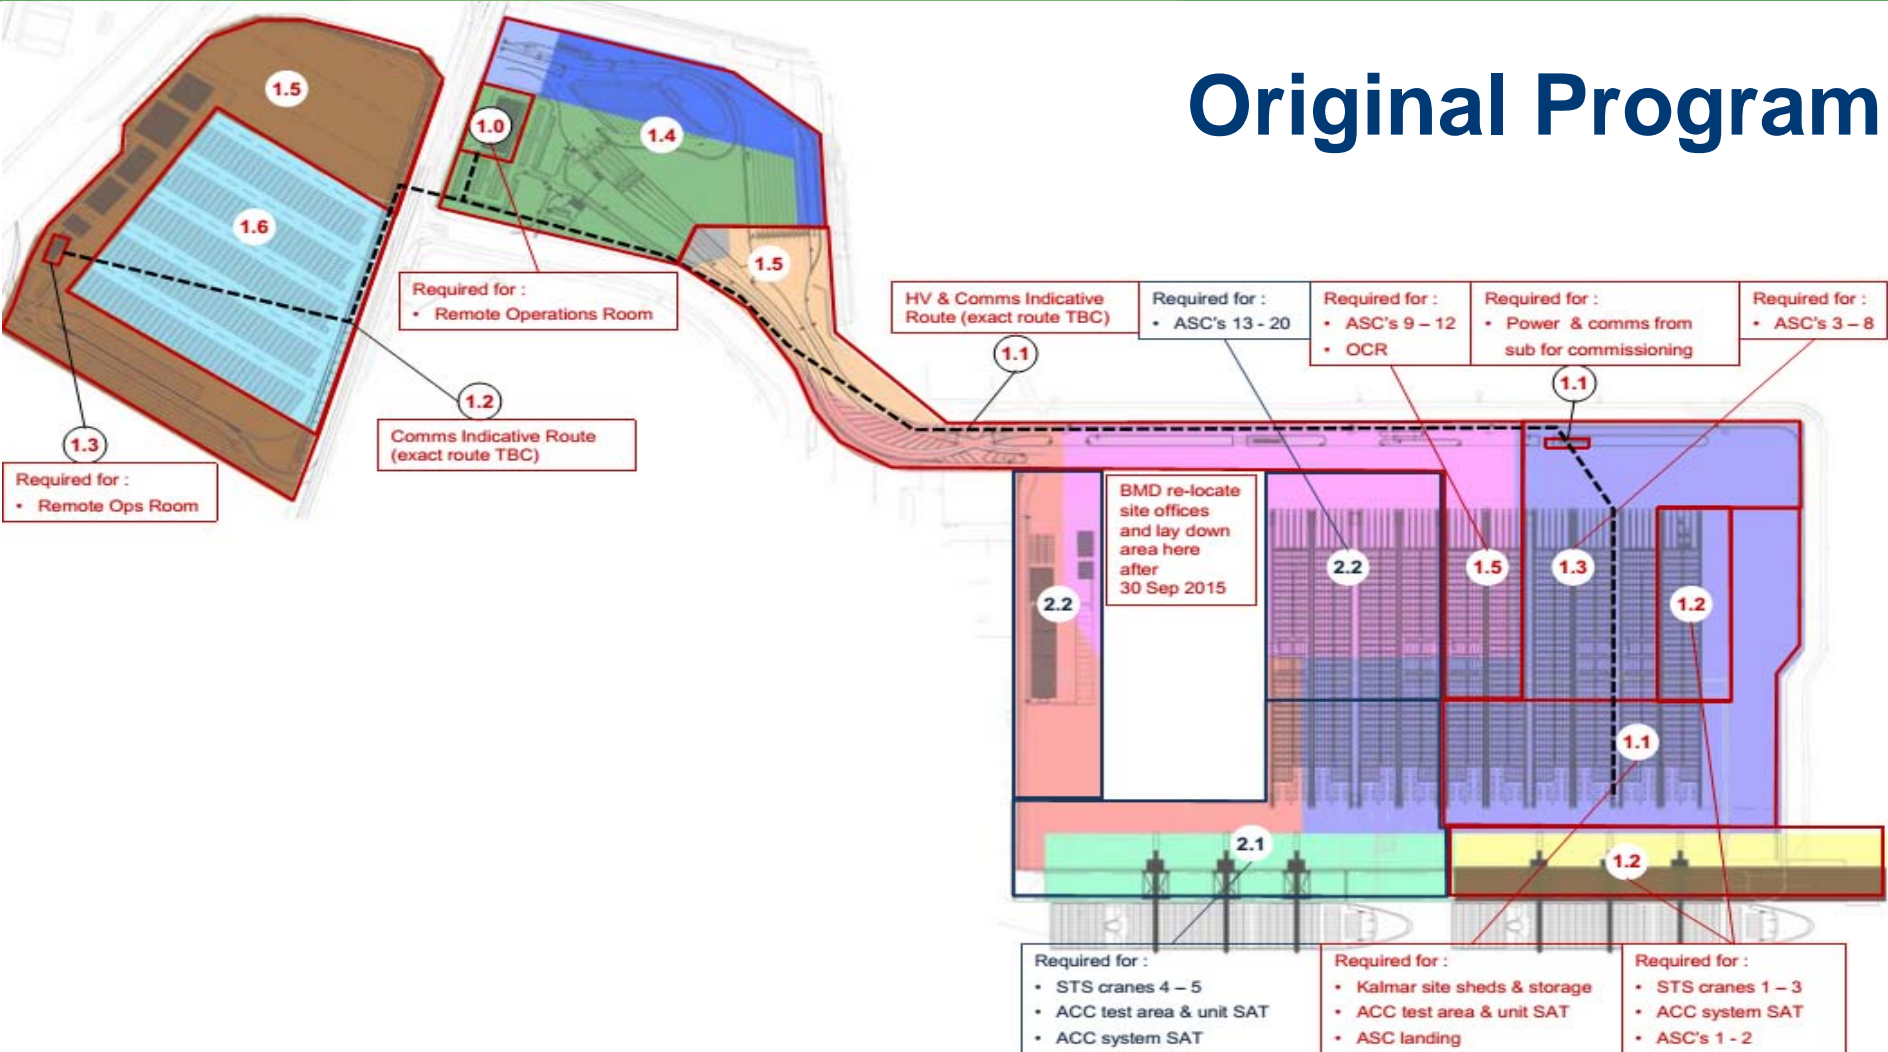 Original Program
1.5
1.0
1.4
1.6
1.5
Required for :
• Remote Operations Room
HV & Comms Indicative
Route (exact route TBC)
Required for :
• ASC's 13 - 20
Required for :
• ASC's 9 – 12
• OCR
Required for :
• Power & comms from
sub for commissioning
Required for :
• ASC's 3 – 8
1.1
1.1
1.2
Comms Indicative Route
(exact route TBC)
1.3
Required for :
• Remote Ops Room
BMD re-locate
site offices
and lay down
area here
after
30 Sep 2015
2.2
2.2
1.5
1.3
1.2
1.1
2.1
1.2
Required for :
• STS cranes 4 – 5
• ACC test area & unit SAT
• ACC system SAT
Required for :
• Kalmar site sheds & storage
• ACC test area & unit SAT
• ASC landing
Required for :
• STS cranes 1 – 3
• ACC system SAT
• ASC's 1 - 2